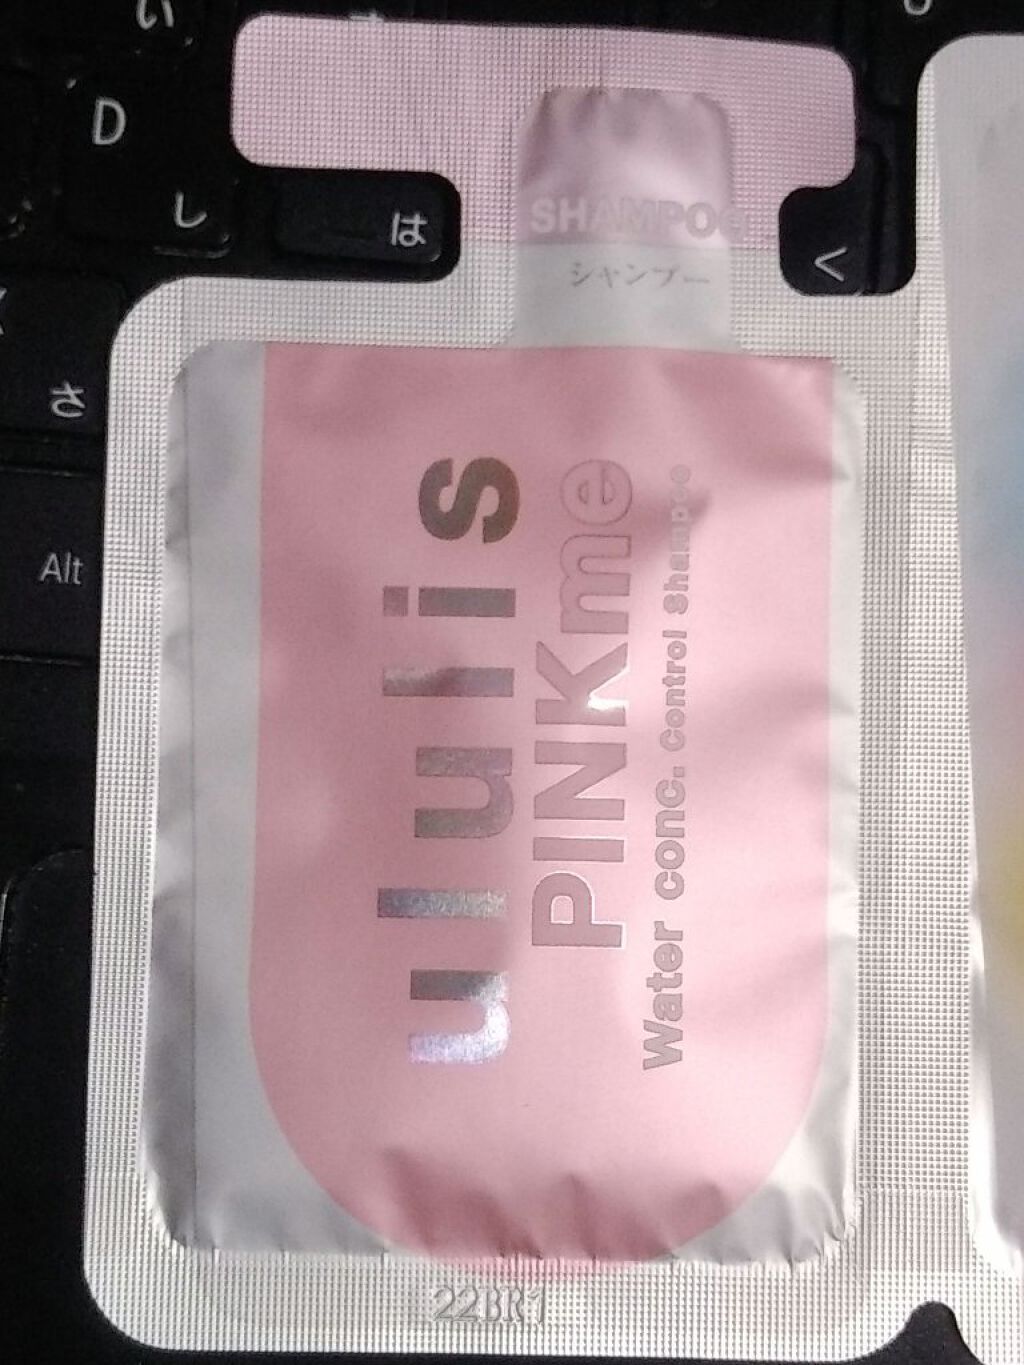 い
D
し
は
く
さ
Alt
SHAMPOO
シャンプー
ululis
PINKme
Water conc. Control Shampoo
22BR1